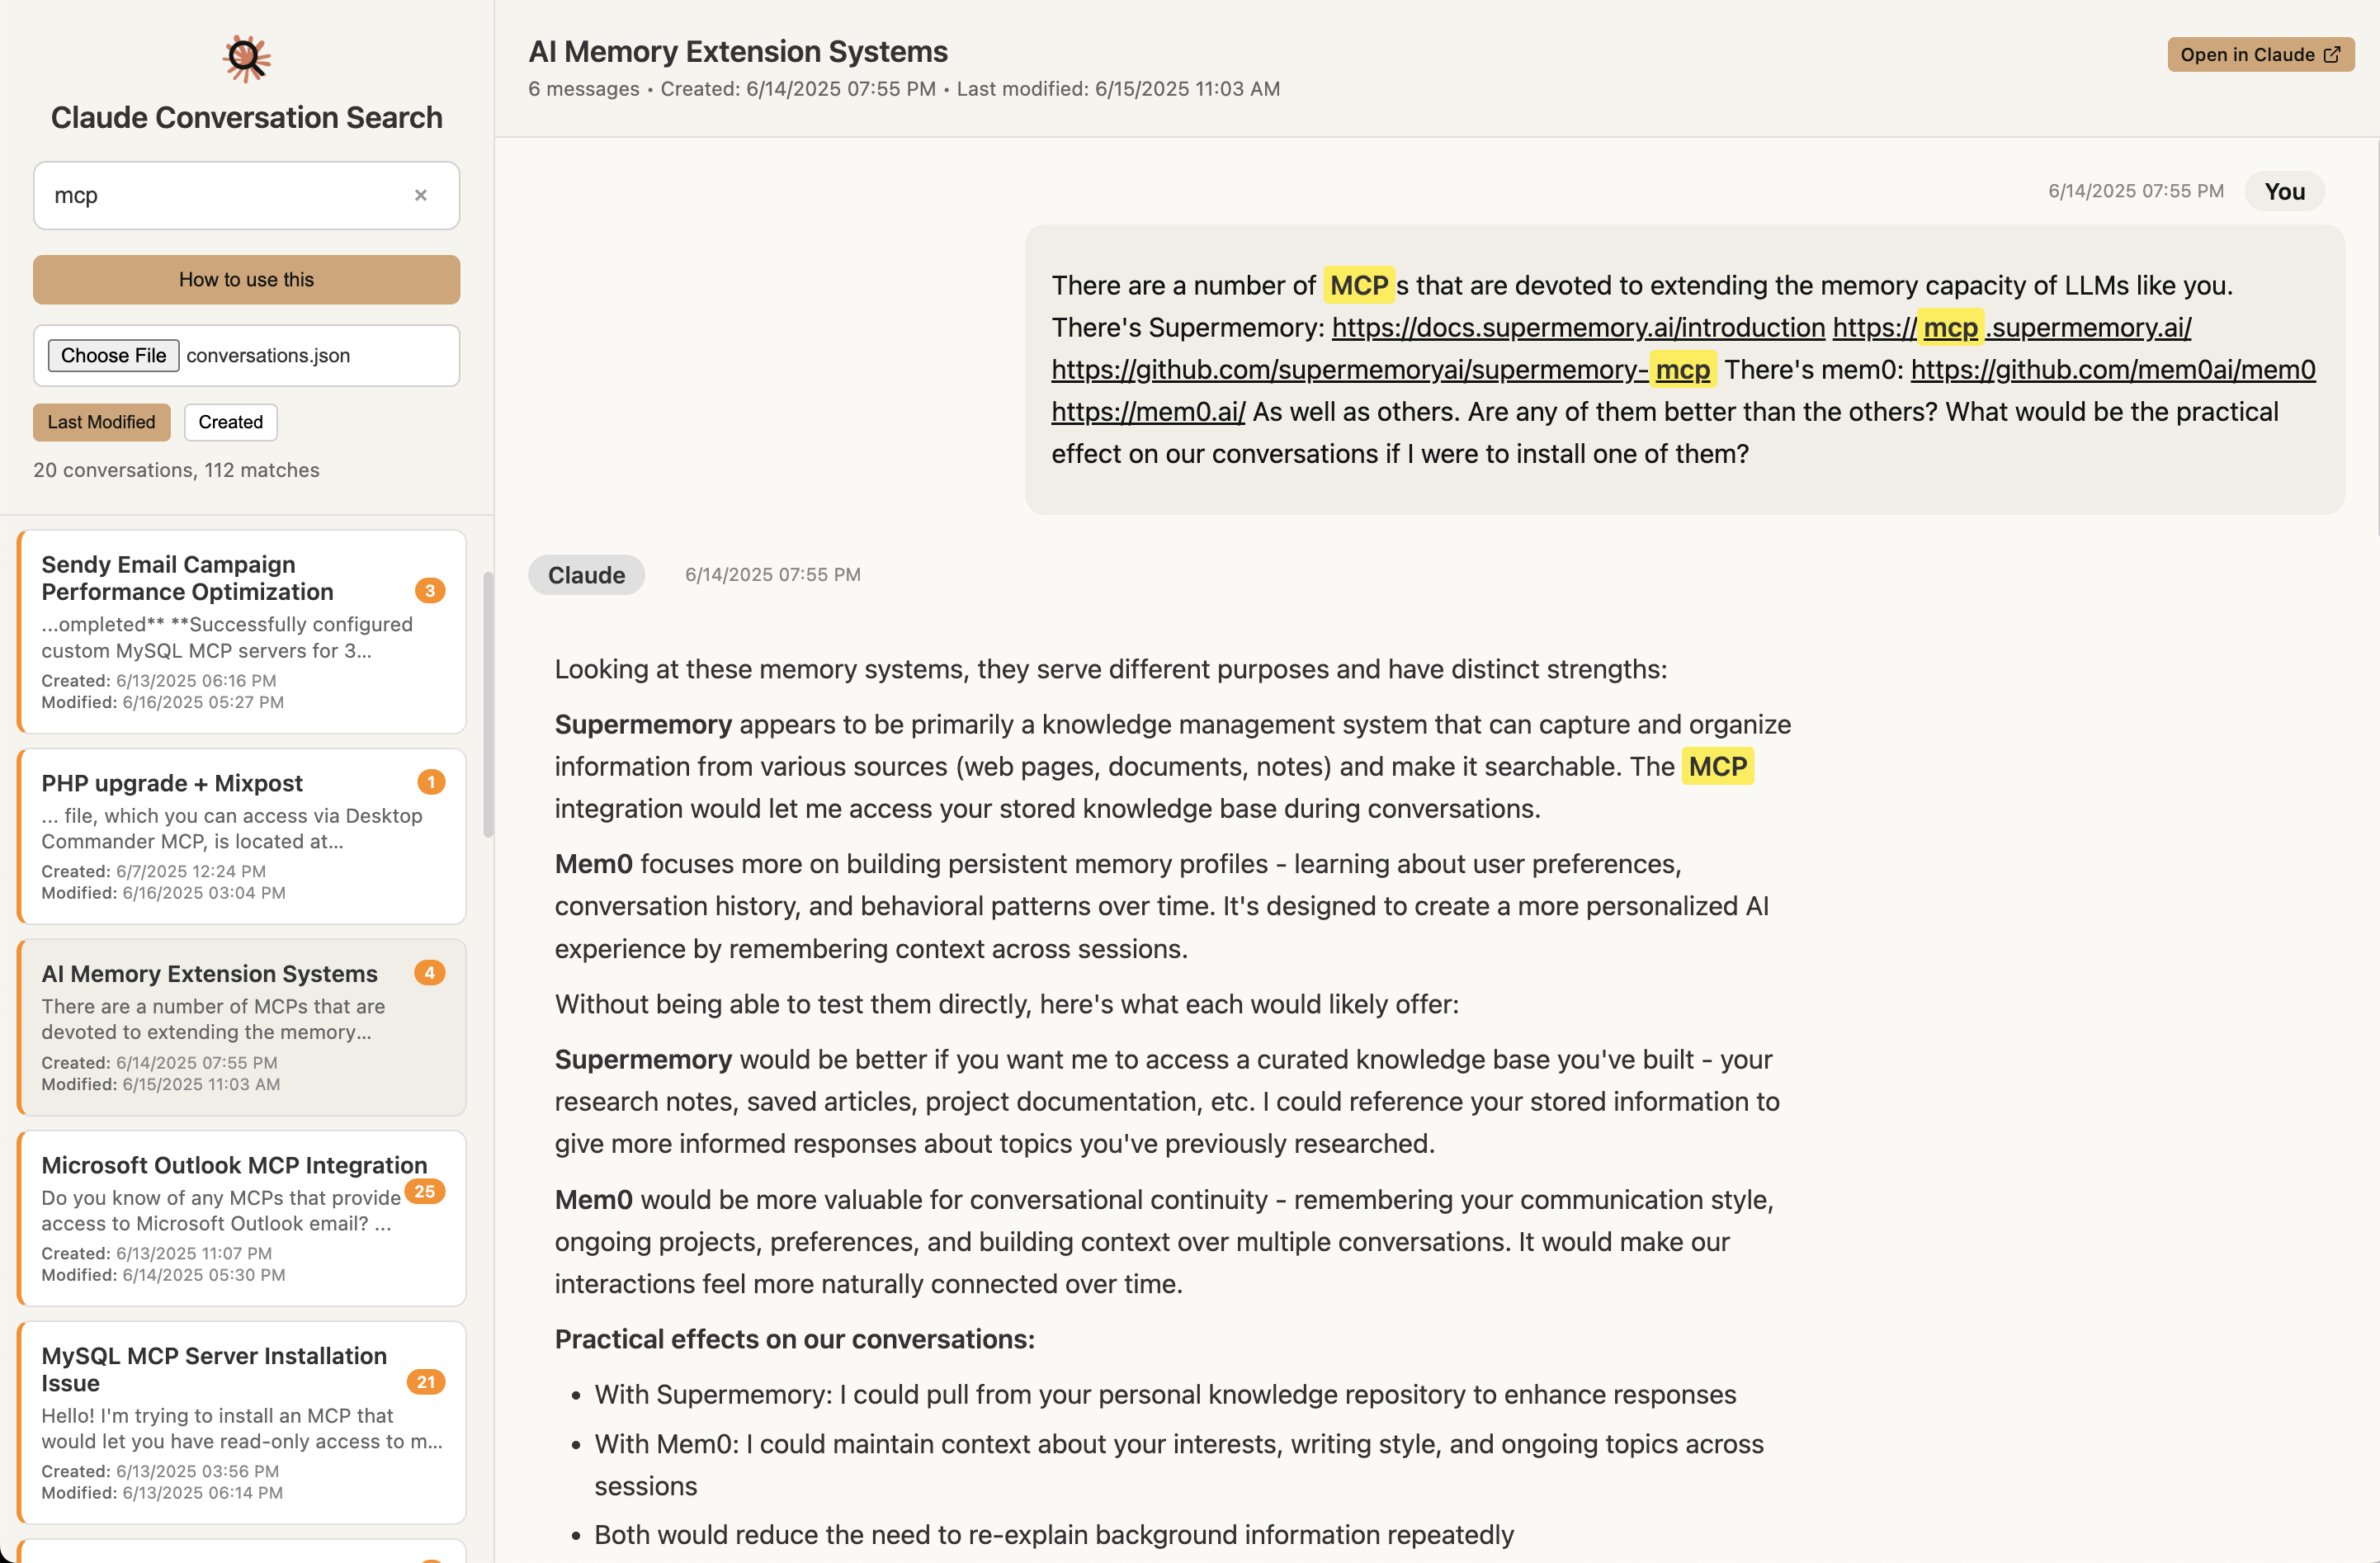 Claude Conversation Search
mcp
×
How to use this
Choose File conversations.json
Last Modified Created
20 conversations, 112 matches
Sendy Email Campaign
Performance Optimization
3
...ompleted** **Successfully configured
custom MySQL MCP servers for 3...
Created: 6/13/2025 06:16 PM
Modified: 6/16/2025 05:27 PM
PHP upgrade + Mixpost
1
... file, which you can access via Desktop
Commander MCP, is located at...
Created: 6/7/2025 12:24 PM
Modified: 6/16/2025 03:04 PM
AI Memory Extension Systems
4
There are a number of MCPs that are
devoted to extending the memory...
Created: 6/14/2025 07:55 PM
Modified: 6/15/2025 11:03 AM
Microsoft Outlook MCP Integration
25
Do you know of any MCPs that provide
access to Microsoft Outlook email? ...
Created: 6/13/2025 11:07 PM
Modified: 6/14/2025 05:30 PM
MySQL MCP Server Installation
Issue
21
Hello! I'm trying to install an MCP that
would let you have read-only access to m...
Created: 6/13/2025 03:56 PM
Modified: 6/13/2025 06:14 PM
AI Memory Extension Systems
6 messages • Created: 6/14/2025 07:55 PM • Last modified: 6/15/2025 11:03 AM
Open in Claude
6/14/2025 07:55 PM You
There are a number of MCPs that are devoted to extending the memory capacity of LLMs like you.
There's Supermemory: https://docs.supermemory.ai/introduction https://mcp.supermemory.ai/
https://github.com/supermemoryai/supermemory-mcp There's mem0: https://github.com/mem0ai/mem0
https://mem0.ai/ As well as others. Are any of them better than the others? What would be the practical
effect on our conversations if I were to install one of them?
Claude 6/14/2025 07:55 PM
Looking at these memory systems, they serve different purposes and have distinct strengths:
Supermemory appears to be primarily a knowledge management system that can capture and organize
information from various sources (web pages, documents, notes) and make it searchable. The MCP
integration would let me access your stored knowledge base during conversations.
Mem0 focuses more on building persistent memory profiles - learning about user preferences,
conversation history, and behavioral patterns over time. It's designed to create a more personalized AI
experience by remembering context across sessions.
Without being able to test them directly, here's what each would likely offer:
Supermemory would be better if you want me to access a curated knowledge base you've built - your
research notes, saved articles, project documentation, etc. I could reference your stored information to
give more informed responses about topics you've previously researched.
Mem0 would be more valuable for conversational continuity - remembering your communication style,
ongoing projects, preferences, and building context over multiple conversations. It would make our
interactions feel more naturally connected over time.
Practical effects on our conversations:
• With Supermemory: I could pull from your personal knowledge repository to enhance responses
• With Mem0: I could maintain context about your interests, writing style, and ongoing topics across
sessions
• Both would reduce the need to re-explain background information repeatedly